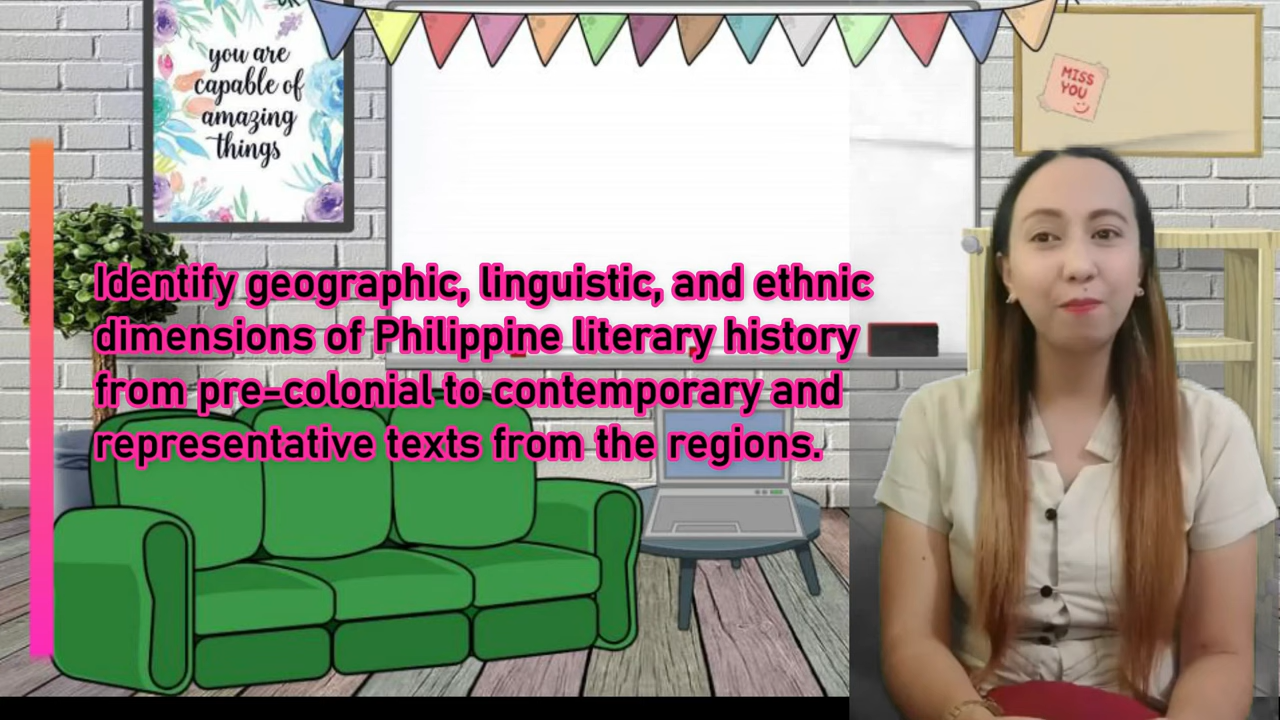 you are
capable of
amazing
things
MISS
YOU
Identify geographic, linguistic, and ethnic
dimensions of Philippine literary history
from pre-colonial to contemporary and
representative texts from the regions.